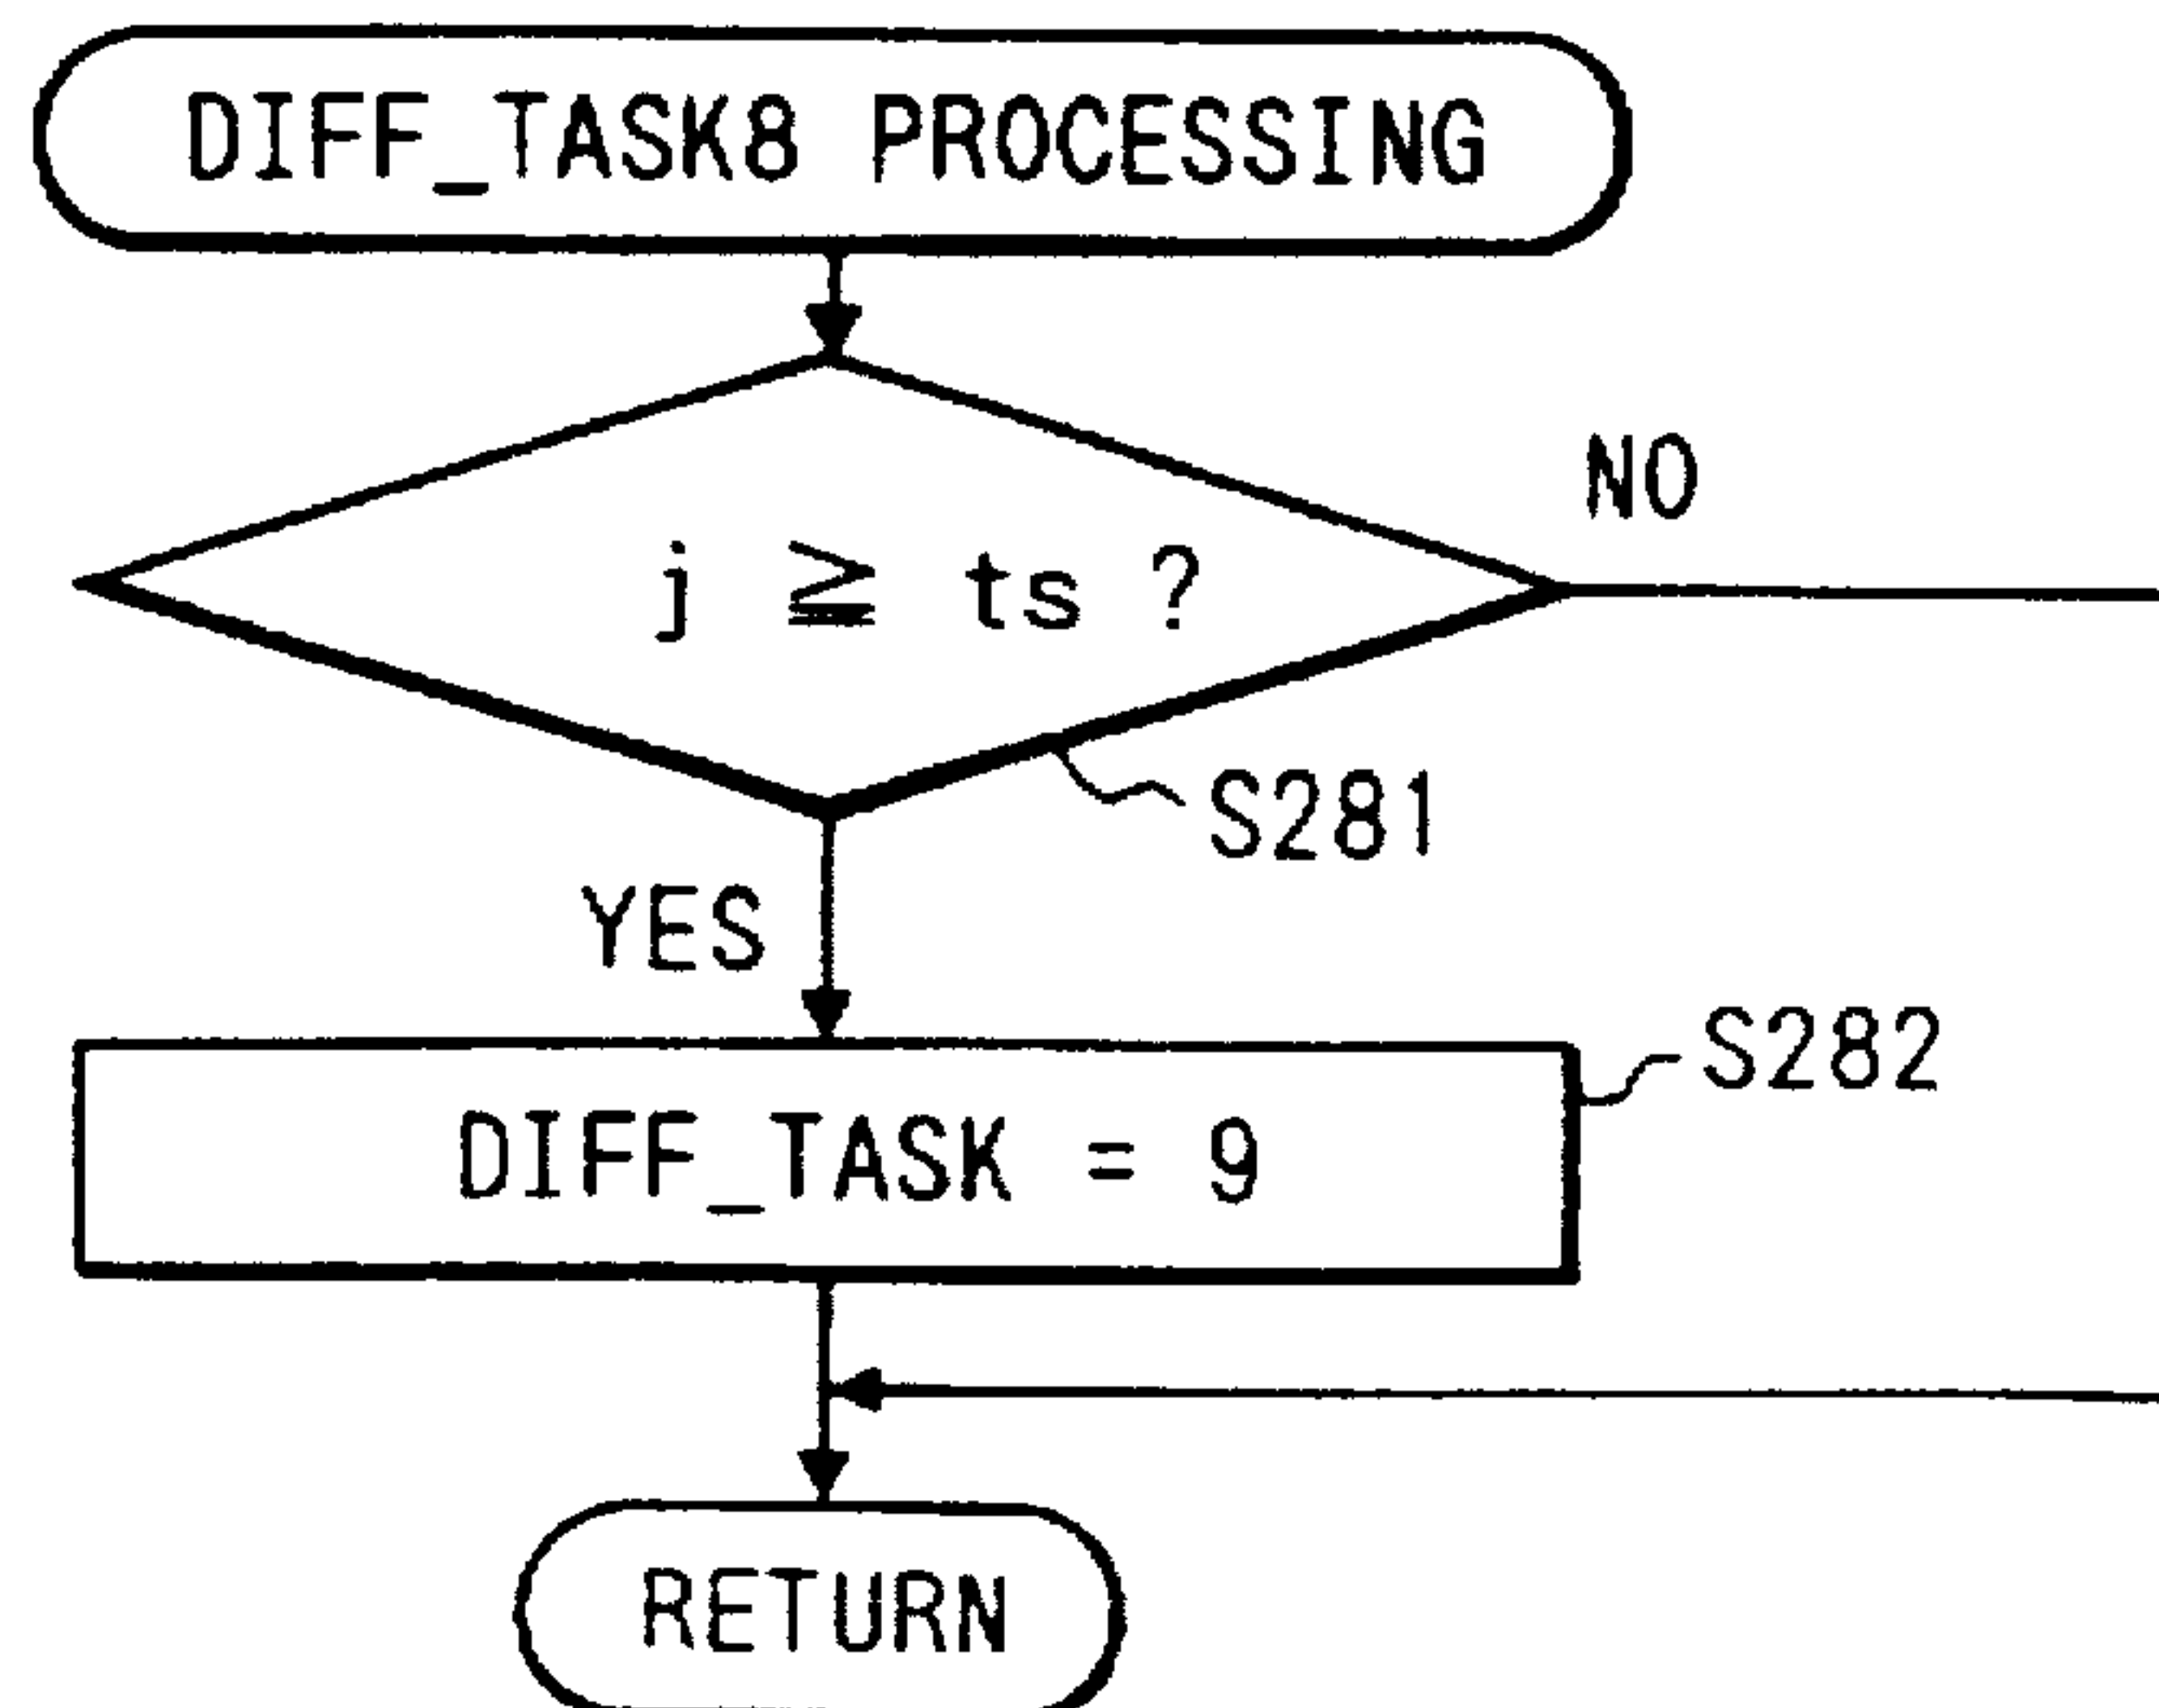 DIFF_TASK8 PROCESSING
NO
j ≧ ts ?
S281
YES
S282
DIFF_TASK = 9
RETURN